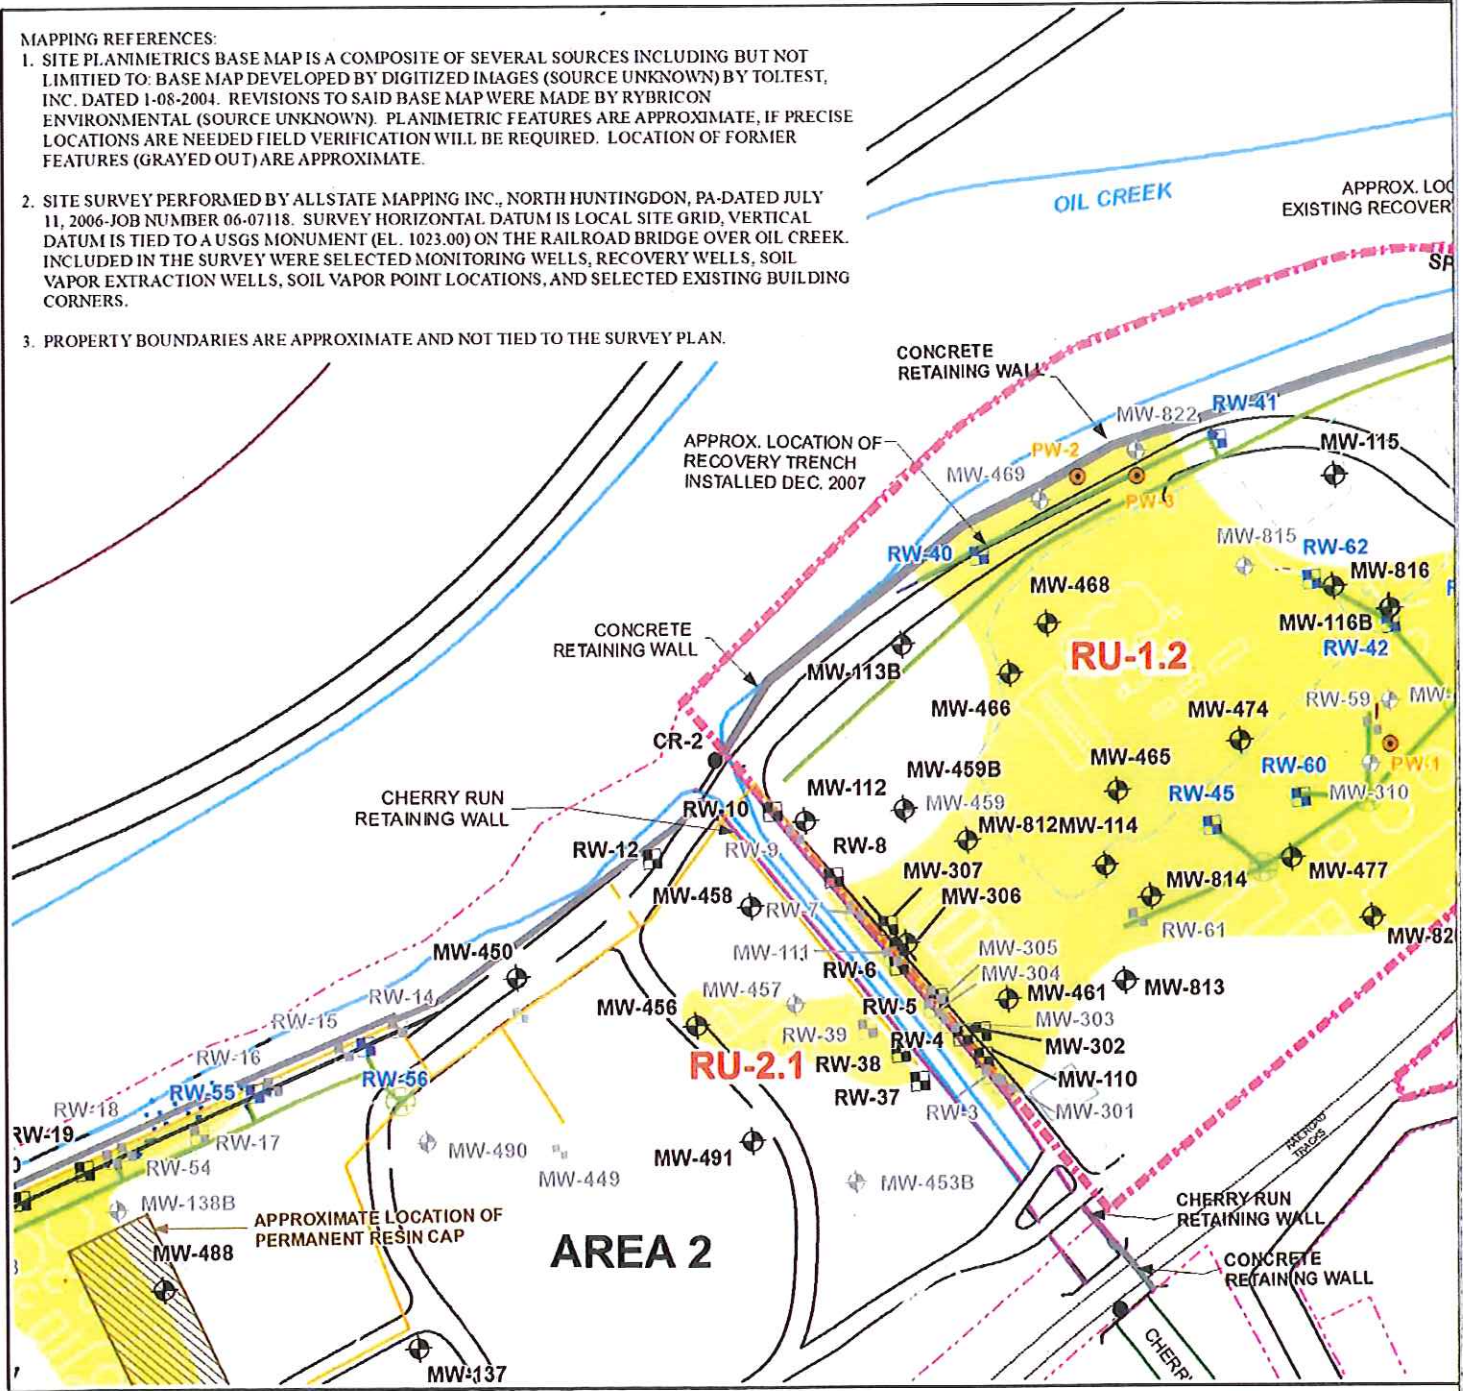 MAPPING REFERENCES:
1. SITE PLANIMETRICS BASE MAP IS A COMPOSITE OF SEVERAL SOURCES INCLUDING BUT NOT
LIMITIED TO: BASE MAP DEVELOPED BY DIGITIZED IMAGES (SOURCE UNKNOWN) BY TOLTEST,
INC. DATED 1-08-2004. REVISIONS TO SAID BASE MAP WERE MADE BY RYBRICON
ENVIRONMENTAL (SOURCE UNKNOWN). PLANIMETRIC FEATURES ARE APPROXIMATE, IF PRECISE
LOCATIONS ARE NEEDED FIELD VERIFICATION WILL BE REQUIRED. LOCATION OF FORMER
FEATURES (GRAYED OUT) ARE APPROXIMATE.
2. SITE SURVEY PERFORMED BY ALLSTATE MAPPING INC., NORTH HUNTINGDON, PA-DATED JULY
11, 2006-JOB NUMBER 06-07118. SURVEY HORIZONTAL DATUM IS LOCAL SITE GRID, VERTICAL
DATUM IS TIED TO A USGS MONUMENT (EL. 1023.00) ON THE RAILROAD BRIDGE OVER OIL CREEK.
INCLUDED IN THE SURVEY WERE SELECTED MONITORING WELLS, RECOVERY WELLS, SOIL
VAPOR EXTRACTION WELLS, SOIL VAPOR POINT LOCATIONS, AND SELECTED EXISTING BUILDING
CORNERS.
3. PROPERTY BOUNDARIES ARE APPROXIMATE AND NOT TIED TO THE SURVEY PLAN.
OIL CREEK
APPROX. LOC
EXISTING RECOVER
SP
CONCRETE
RETAINING WALL
MW-822
RW-41
APPROX. LOCATION OF
RECOVERY TRENCH
INSTALLED DEC. 2007
PW-2
MW-115
MW-469
PW-3
RW-40
MW-815
RW-62
MW-816
MW-468
MW-116B
RW-42
CONCRETE
RETAINING WALL
RU-1.2
MW-113B
MW-466
RW-59
MW-
MW-474
CR-2
MW-465
PW-1
MW-459B
RW-60
MW-112
MW-459
RW-45
MW-310
CHERRY RUN
RETAINING WALL
RW-10
MW-812
MW-114
RW-12
RW-9
RW-8
MW-307
MW-477
MW-458
MW-306
MW-814
RW-7
RW-61
MW-82
MW-450
MW-111
MW-305
RW-6
MW-304
MW-813
RW-14
MW-457
RW-5
MW-461
RW-15
MW-456
RW-39
MW-303
RW-16
RW-4
MW-302
RU-2.1
RW-38
RW-55
RW-56
RW-37
MW-110
RW-18
RW-3
MW-301
RW-19
RW-17
MW-490
MW-491
RAILROAD
TRACKS
RW-54
MW-449
MW-453B
MW-138B
CHERRY RUN
RETAINING WALL
APPROXIMATE LOCATION OF
PERMANENT RESIN CAP
MW-488
AREA 2
CONCRETE
RETAINING WALL
CHERRY
MW-137